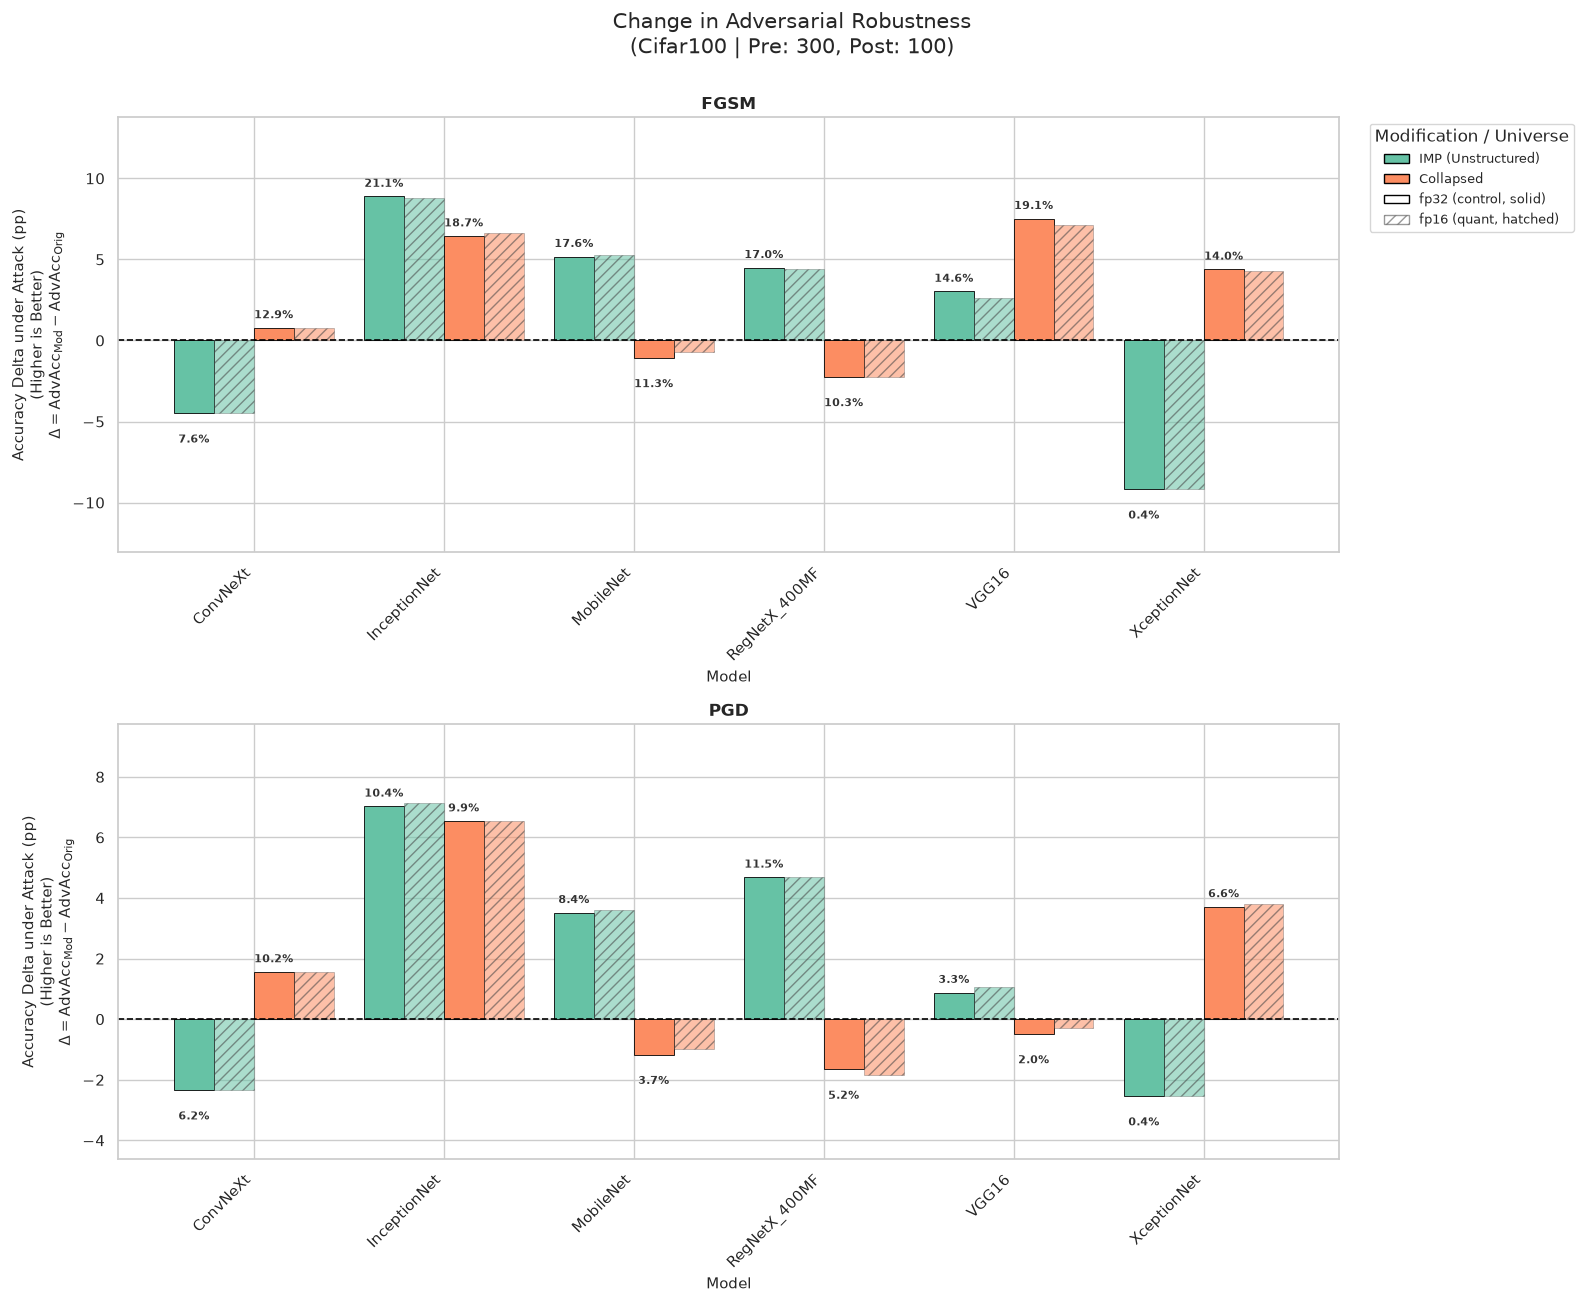 Change in Adversarial Robustness
(Cifar100 | Pre: 300, Post: 100)
FGSM
Accuracy Delta under Attack (pp)
(Higher is Better)
Δ = AdvAcc_Mod − AdvAcc_Orig
10
5
0
−5
−10
7.6%
12.9%
21.1%
18.7%
17.6%
11.3%
17.0%
10.3%
14.6%
19.1%
0.4%
14.0%
ConvNeXt
InceptionNet
MobileNet
RegNetX_400MF
VGG16
XceptionNet
Model
Modification / Universe
IMP (Unstructured)
Collapsed
fp32 (control, solid)
fp16 (quant, hatched)
PGD
Accuracy Delta under Attack (pp)
(Higher is Better)
Δ = AdvAcc_Mod − AdvAcc_Orig
8
6
4
2
0
−2
−4
6.2%
10.2%
10.4%
9.9%
8.4%
3.7%
11.5%
5.2%
3.3%
2.0%
0.4%
6.6%
ConvNeXt
InceptionNet
MobileNet
RegNetX_400MF
VGG16
XceptionNet
Model